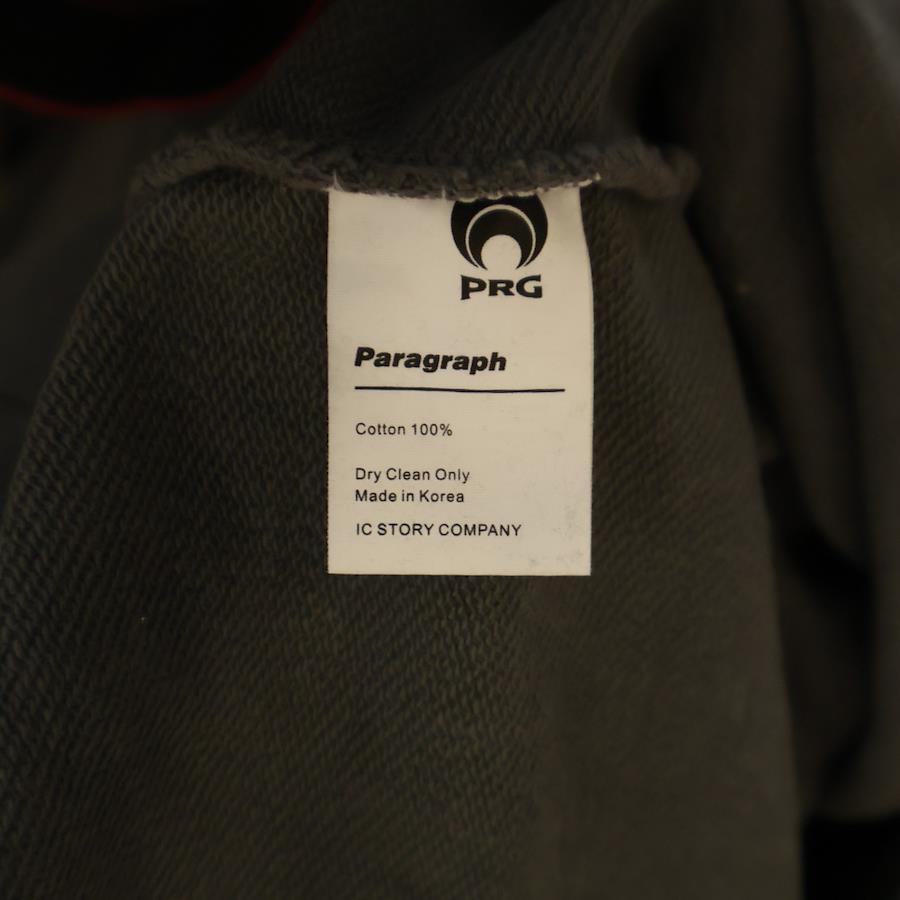 PRG
Paragraph
Cotton 100%
Dry Clean Only
Made in Korea
IC STORY COMPANY